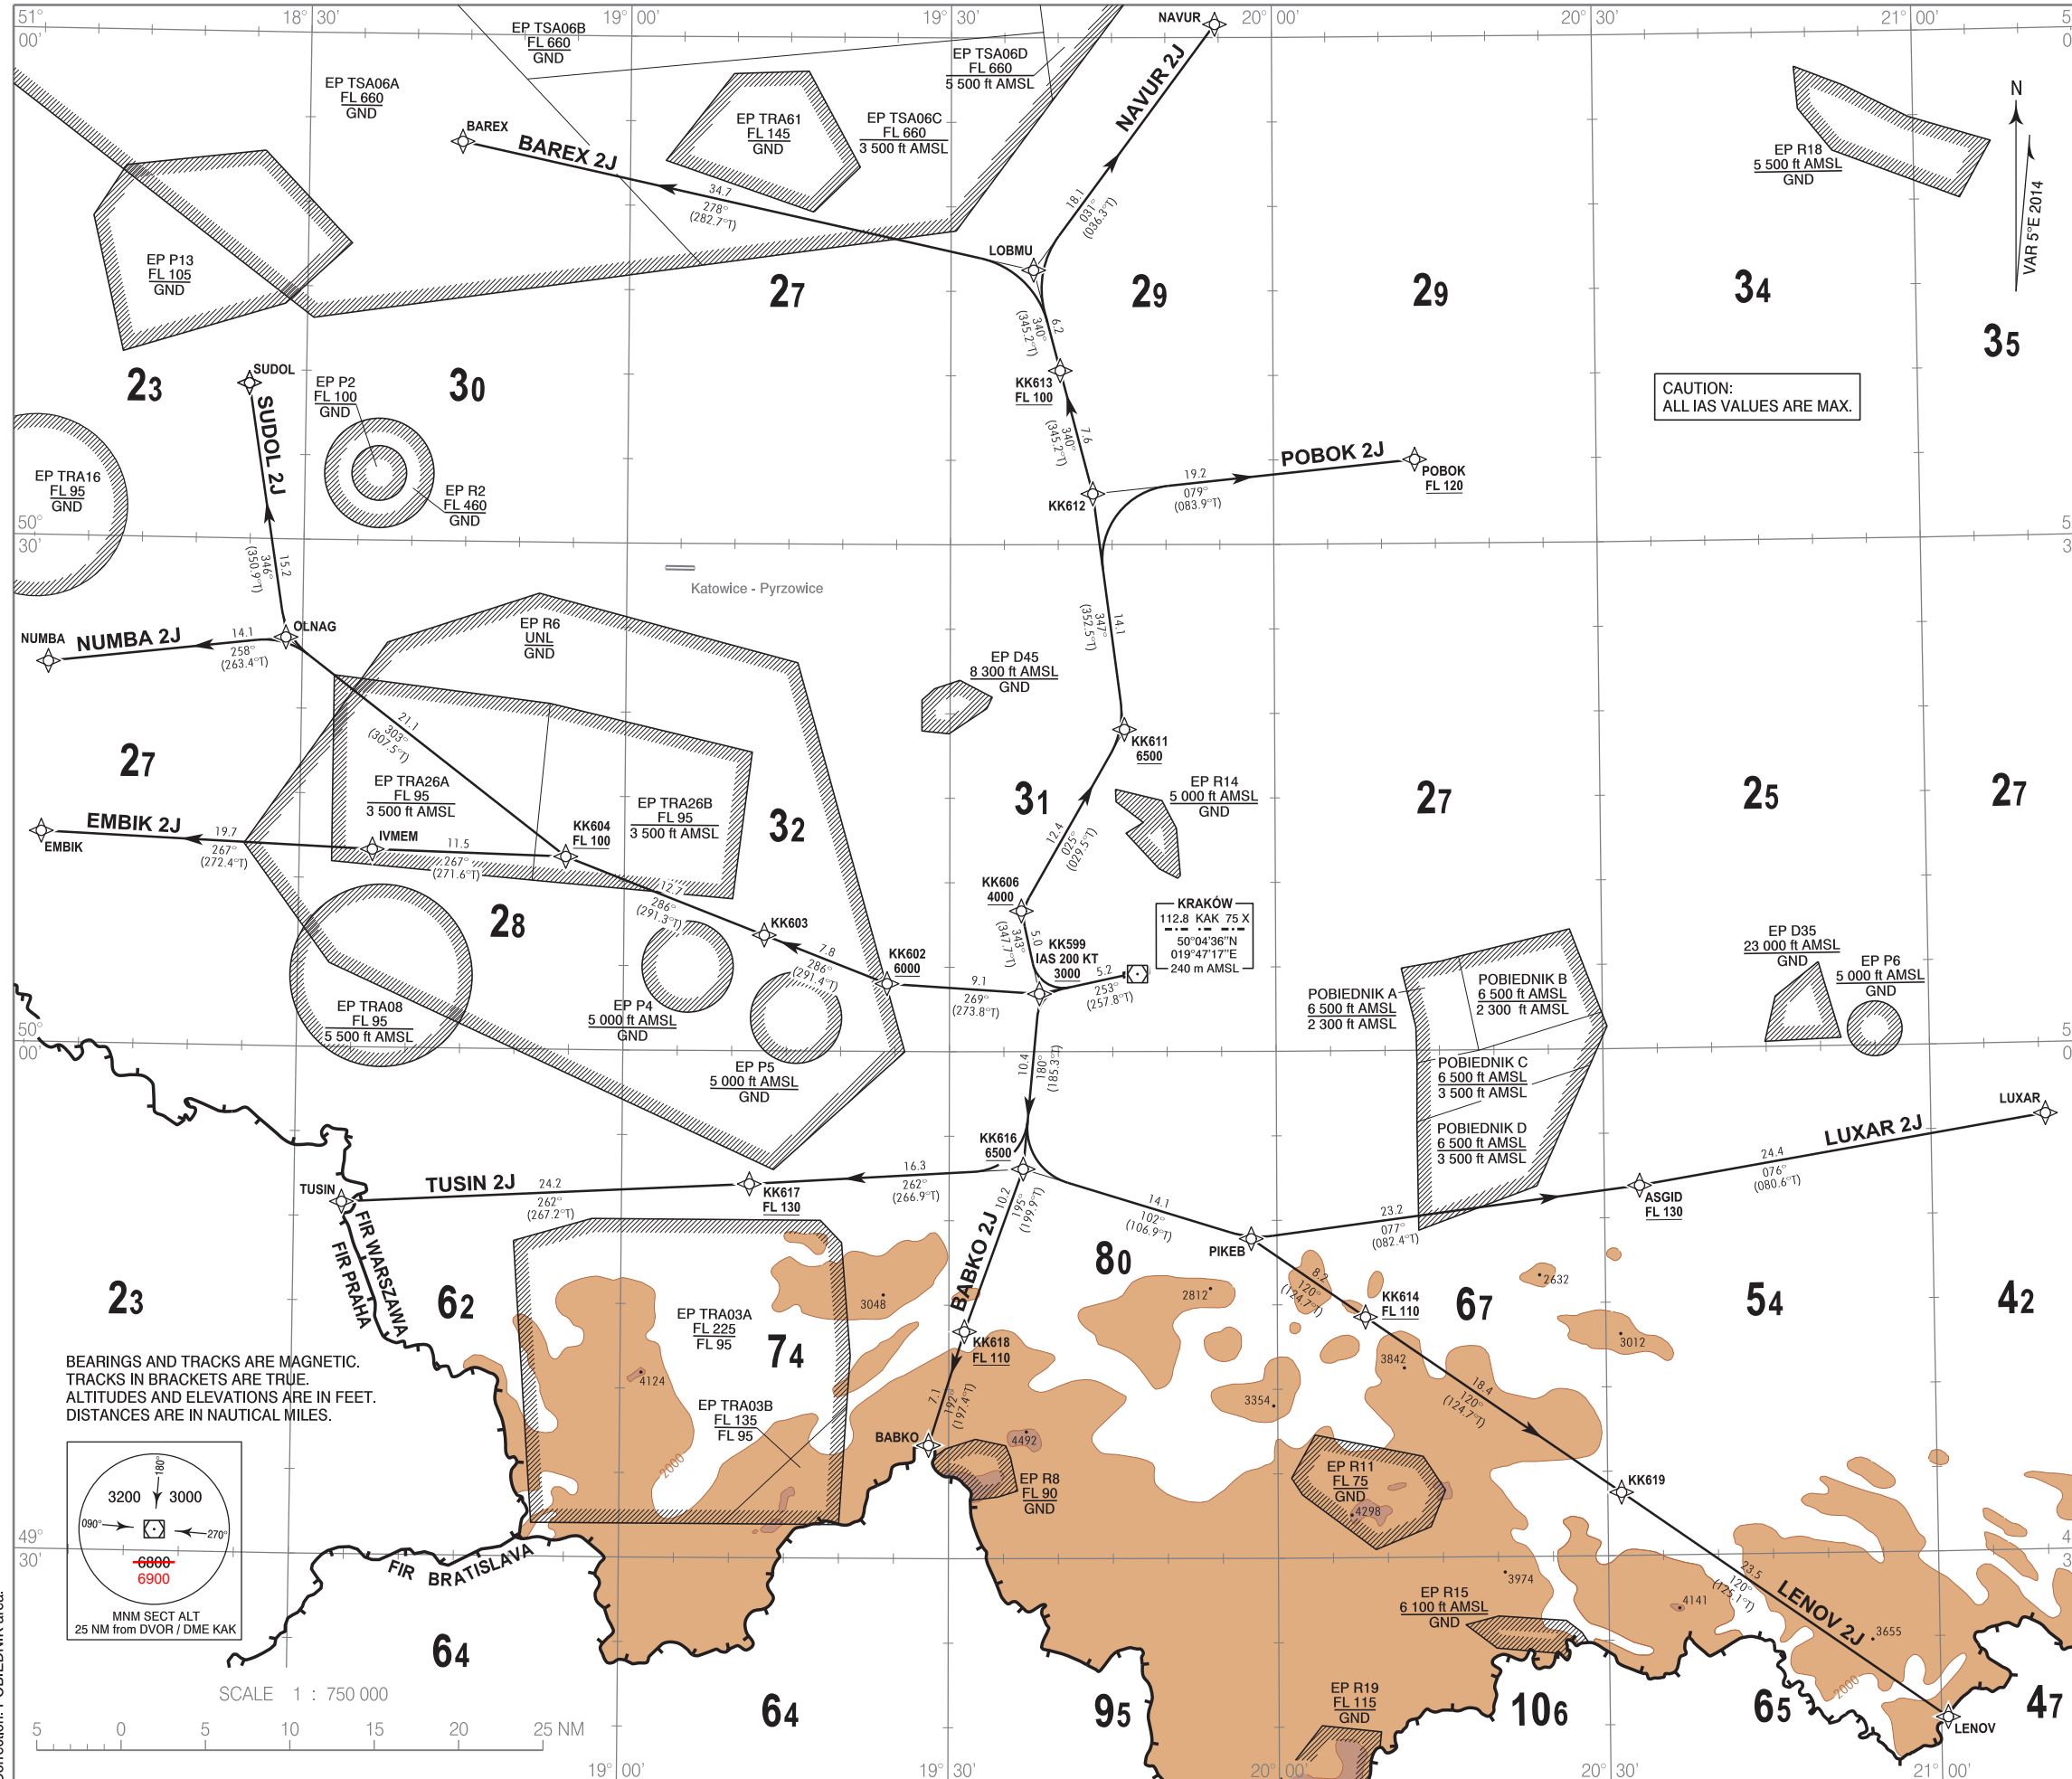 51°
00'
18° 30'
19° 00'
19° 30'
20° 00'
20° 30'
21° 00'
5
0
EP TSA06B
FL 660
GND
EP TSA06D
FL 660
5 500 ft AMSL
NAVUR
NAVUR 2J
EP TSA06A
FL 660
GND
BAREX
BAREX 2J
EP TRA61
FL 145
GND
EP TSA06C
FL 660
3 500 ft AMSL
EP R18
5 500 ft AMSL
GND
N
VAR 5°E 2014
34.7
278°
(282.7°T)
18.1
031°
(036.3°T)
EP P13
FL 105
GND
LOBMU
27
29
29
34
35
6.2
340°
(345.2°T)
KK613
FL 100
23
SUDOL
SUDOL 2J
EP P2
FL 100
GND
30
CAUTION:
ALL IAS VALUES ARE MAX.
7.6
340°
(345.2°T)
POBOK 2J
19.2
079°
(083.9°T)
POBOK
FL 120
EP TRA16
FL 95
GND
EP R2
FL 460
GND
KK612
50°
30'
5
3
15.2
346°
(350.9°T)
Katowice - Pyrzowice
14.1
347°
(352.5°T)
NUMBA
NUMBA 2J
14.1
258°
(263.4°T)
OLNAG
EP R6
UNL
GND
EP D45
8 300 ft AMSL
GND
21.1
303°
(307.5°T)
KK611
6500
27
EP TRA26A
FL 95
3 500 ft AMSL
EP TRA26B
FL 95
3 500 ft AMSL
32
31
EP R14
5 000 ft AMSL
GND
27
25
27
EMBIK
EMBIK 2J
19.7
267°
(272.4°T)
IVMEM
11.5
267°
(271.6°T)
KK604
FL 100
12.4
025°
(029.5°T)
28
12.7
286°
(291.3°T)
KK603
KK606
4000
KRAKÓW
112.8 KAK 75 X
50°04'36"N
019°47'17"E
240 m AMSL
5.0
343°
(347.7°T)
KK599
IAS 200 KT
3000
7.8
286°
(291.4°T)
KK602
6000
9.1
269°
(273.8°T)
5.2
253°
(257.8°T)
EP D35
23 000 ft AMSL
GND
EP P6
5 000 ft AMSL
GND
POBIEDNIK A
6 500 ft AMSL
2 300 ft AMSL
POBIEDNIK B
6 500 ft AMSL
2 300 ft AMSL
EP TRA08
FL 95
5 500 ft AMSL
EP P4
5 000 ft AMSL
GND
50°
00'
5
0
EP P5
5 000 ft AMSL
GND
10.4
180°
(185.3°T)
POBIEDNIK C
6 500 ft AMSL
3 500 ft AMSL
POBIEDNIK D
6 500 ft AMSL
3 500 ft AMSL
LUXAR
LUXAR 2J
24.4
076°
(080.6°T)
KK616
6500
16.3
262°
(266.9°T)
TUSIN
TUSIN 2J
24.2
262°
(267.2°T)
KK617
FL 130
10.2
195°
(199.9°T)
14.1
102°
(106.9°T)
ASGID
FL 130
23.2
077°
(082.4°T)
PIKEB
FIR WARSZAWA
FIR PRAHA
23
62
80
67
54
42
BABKO 2J
3048
2812
8.2
120°
(124.7°T)
KK614
FL 110
2632
3012
EP TRA03A
FL 225
FL 95
74
KK618
FL 110
3842
BEARINGS AND TRACKS ARE MAGNETIC.
TRACKS IN BRACKETS ARE TRUE.
ALTITUDES AND ELEVATIONS ARE IN FEET.
DISTANCES ARE IN NAUTICAL MILES.
4124
EP TRA03B
FL 135
FL 95
7.1
192°
(197.4°T)
3354
18.4
120°
(124.7°T)
BABKO
4492
2000
EP R8
FL 90
GND
EP R11
FL 75
GND
4298
KK619
180°
3200
3000
090°
270°
6800
6900
MNM SECT ALT
25 NM from DVOR / DME KAK
49°
30'
4
3
FIR BRATISLAVA
3974
EP R15
6 100 ft AMSL
GND
4141
23.5
120°
(125.1°T)
LENOV 2J
3655
2000
64
SCALE 1 : 750 000
64
95
EP R19
FL 115
GND
106
65
47
LENOV
5
0
5
10
15
20
25 NM
19° 00'
19° 30'
20° 00'
20° 30'
21° 00'